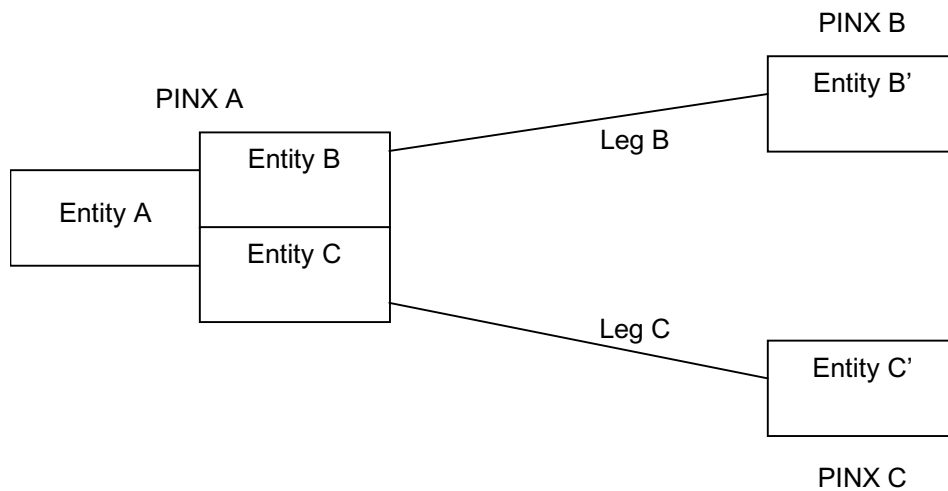 PINX B
Entity B’
PINX A
Leg B
Entity B
Entity A
Entity C
Leg C
Entity C’
PINX C